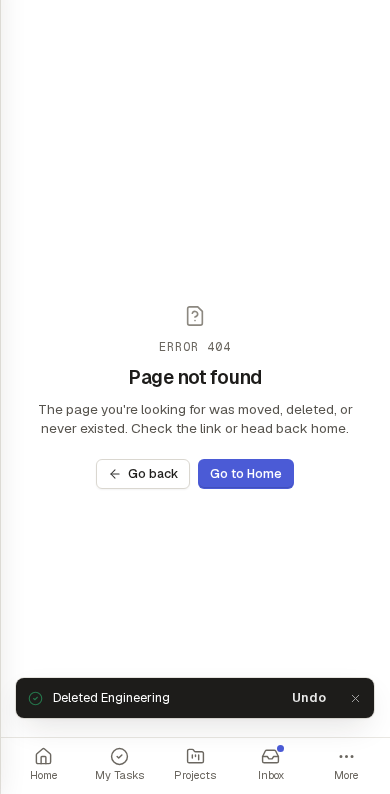 ERROR 404
Page not found
The page you're looking for was moved, deleted, or
never existed. Check the link or head back home.
Go back
Go to Home
Deleted Engineering
Undo
Home
My Tasks
Projects
Inbox
More